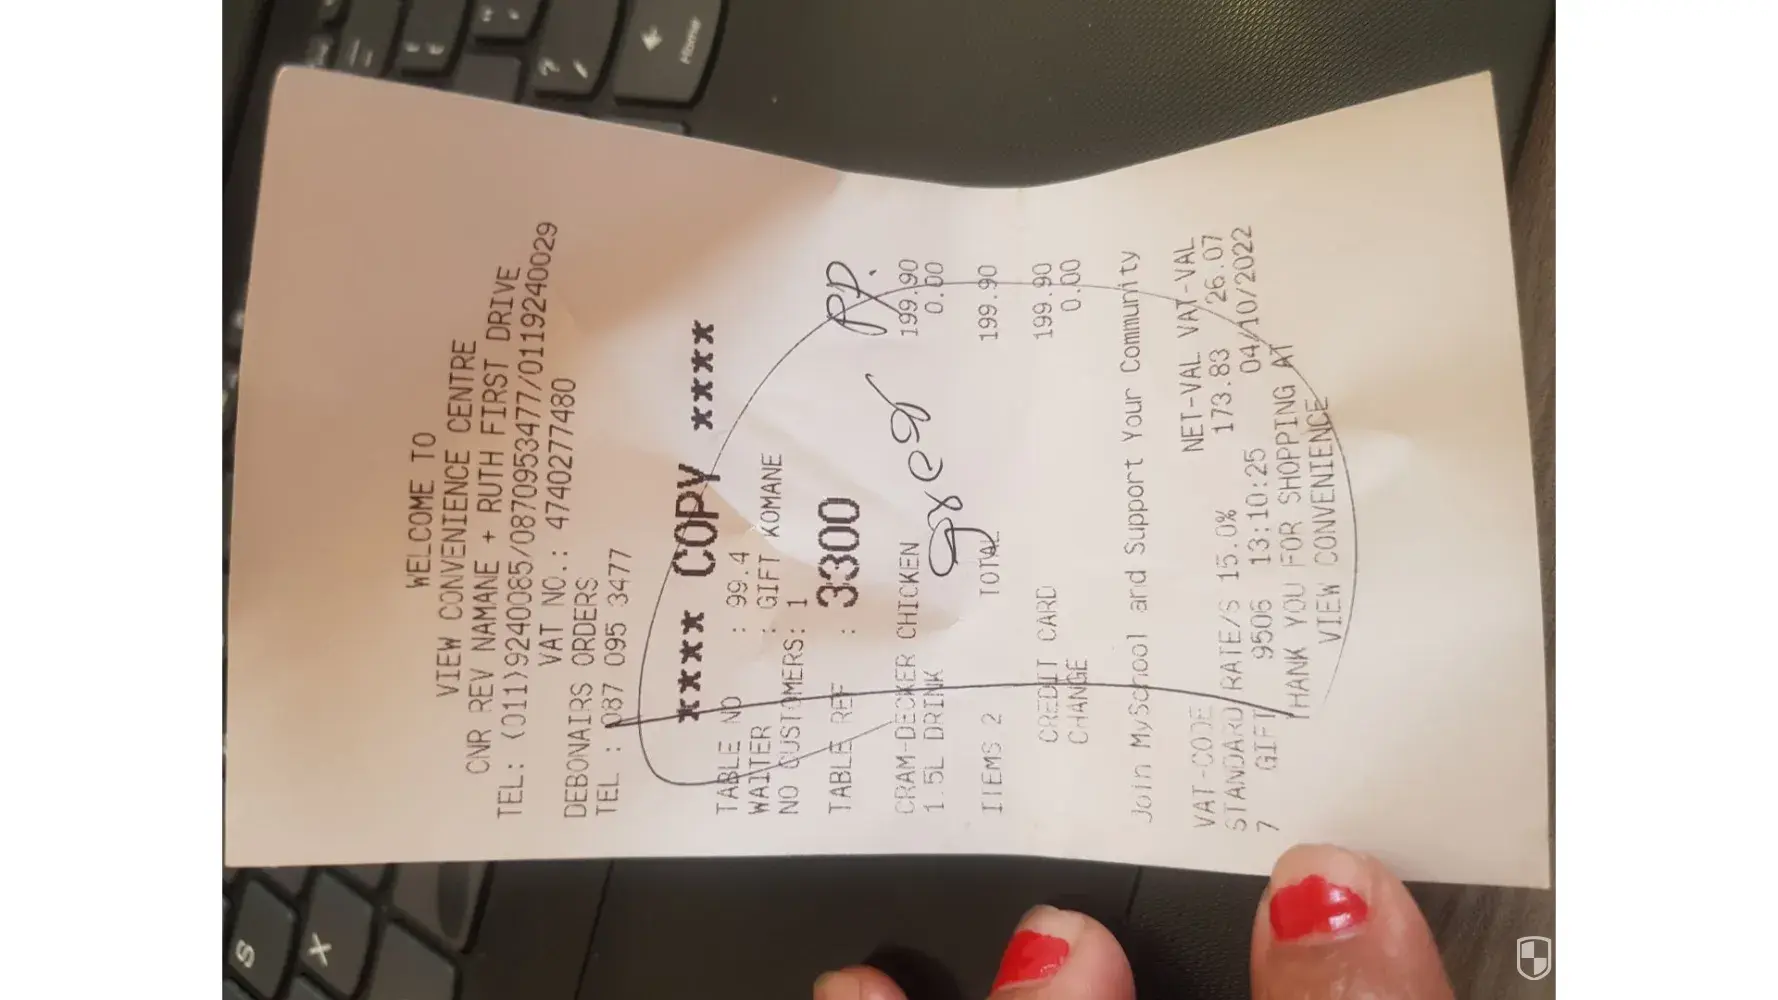 WELCOME TO
VIEW CONVENIENCE CENTRE
CNR REV NAMANE + RUTH FIRST DRIVE
TEL: (011)9240085/0870953477/01192400029
VAT NO.: 4740277480
DEBONAIRS ORDERS
TEL : 087 095 3477
**** COPY ****
TABLE NO : 99.4
WAITER : GIFT KOMANE
NO CUSTOMERS: 1
TABLE REF : 3300
CRAM-DECKER CHICKEN 199.90
1.5L DRINK 0.00
ITEMS 2 TOTAL 199.90
CREDIT CARD 199.90
CHANGE 0.00
Join MySchool and Support Your Community
VAT-CODE NET-VAL VAT-VAL
STANDARD RATE/S 15.0% 173.83 26.07
7 GIFT 9506 13:10:25 04/10/2022
THANK YOU FOR SHOPPING AT
VIEW CONVENIENCE
Home
S
X